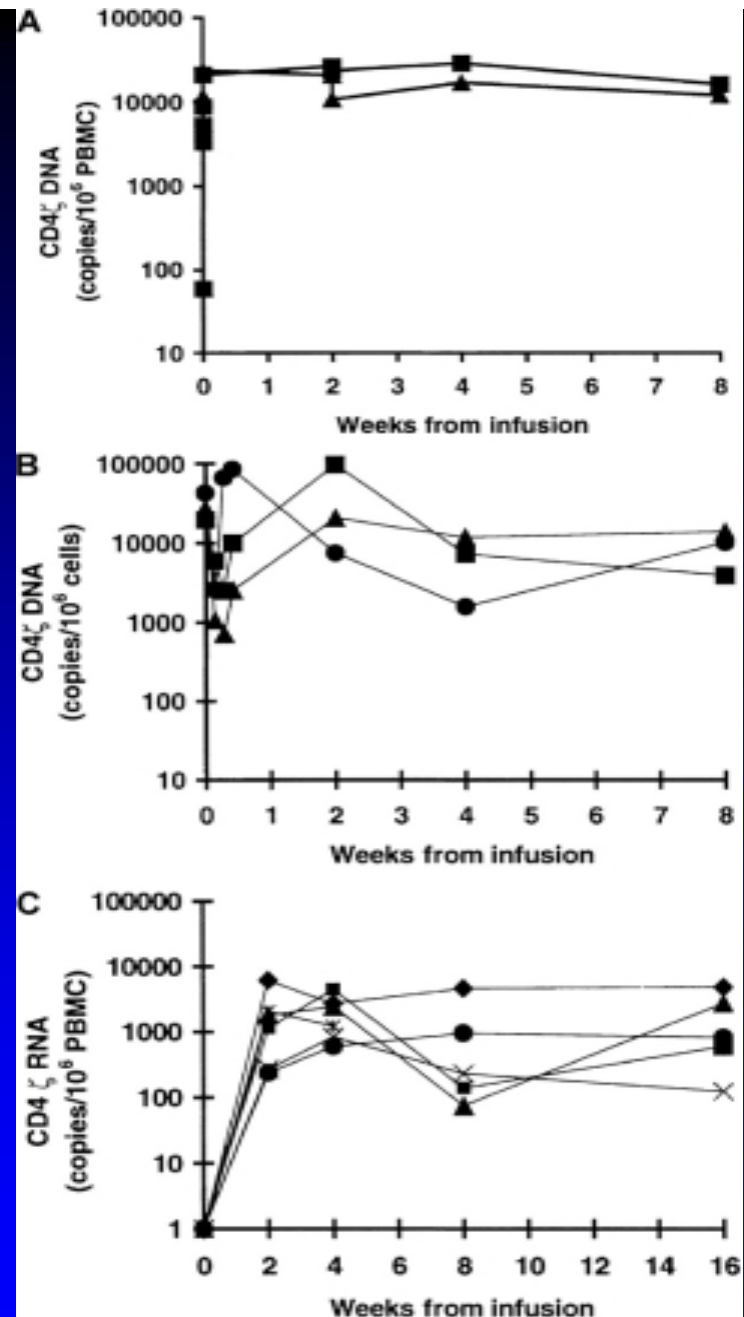 A
100000
10000
1000
100
10
CD4ζ DNA
(copies/10⁶ PBMC)
0 1 2 3 4 5 6 7 8
Weeks from infusion
B
100000
10000
1000
100
10
CD4ζ DNA
(copies/10⁶ cells)
0 1 2 3 4 5 6 7 8
Weeks from infusion
C
100000
10000
1000
100
10
1
CD4 ζ RNA
(copies/10⁶ PBMC)
0 2 4 6 8 10 12 14 16
Weeks from infusion